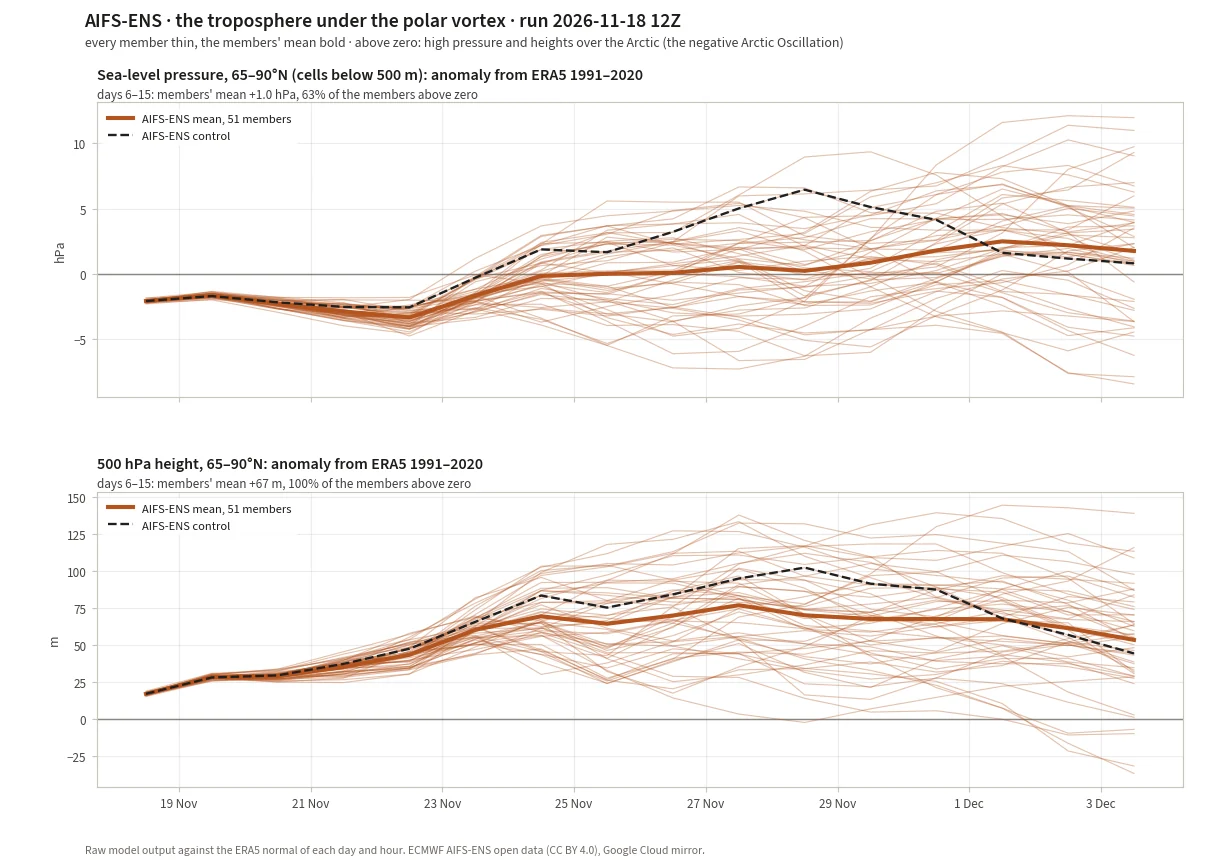 AIFS-ENS · the troposphere under the polar vortex · run 2026-11-18 12Z
every member thin, the members' mean bold · above zero: high pressure and heights over the Arctic (the negative Arctic Oscillation)
Sea-level pressure, 65–90°N (cells below 500 m): anomaly from ERA5 1991–2020
days 6–15: members' mean +1.0 hPa, 63% of the members above zero
AIFS-ENS mean, 51 members
AIFS-ENS control
10
5
0
−5
hPa
500 hPa height, 65–90°N: anomaly from ERA5 1991–2020
days 6–15: members' mean +67 m, 100% of the members above zero
AIFS-ENS mean, 51 members
AIFS-ENS control
150
125
100
75
50
25
0
−25
m
19 Nov 21 Nov 23 Nov 25 Nov 27 Nov 29 Nov 1 Dec 3 Dec
Raw model output against the ERA5 normal of each day and hour. ECMWF AIFS-ENS open data (CC BY 4.0), Google Cloud mirror.